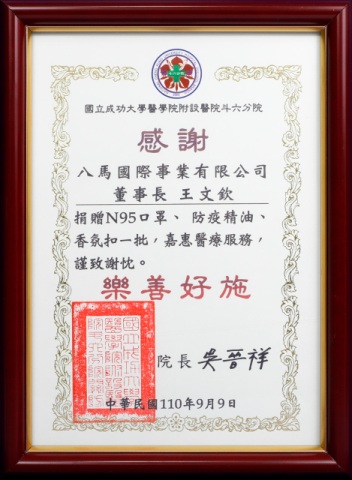 國立成功大學醫學院附設醫院斗六分院
感謝
八馬國際事業有限公司
董事長 王文欽
捐贈N95口罩、防疫精油、
香氛扣一批，嘉惠醫療服務，
謹致謝忱。
樂善好施
院長 吳晉祥
中華民國110年9月9日